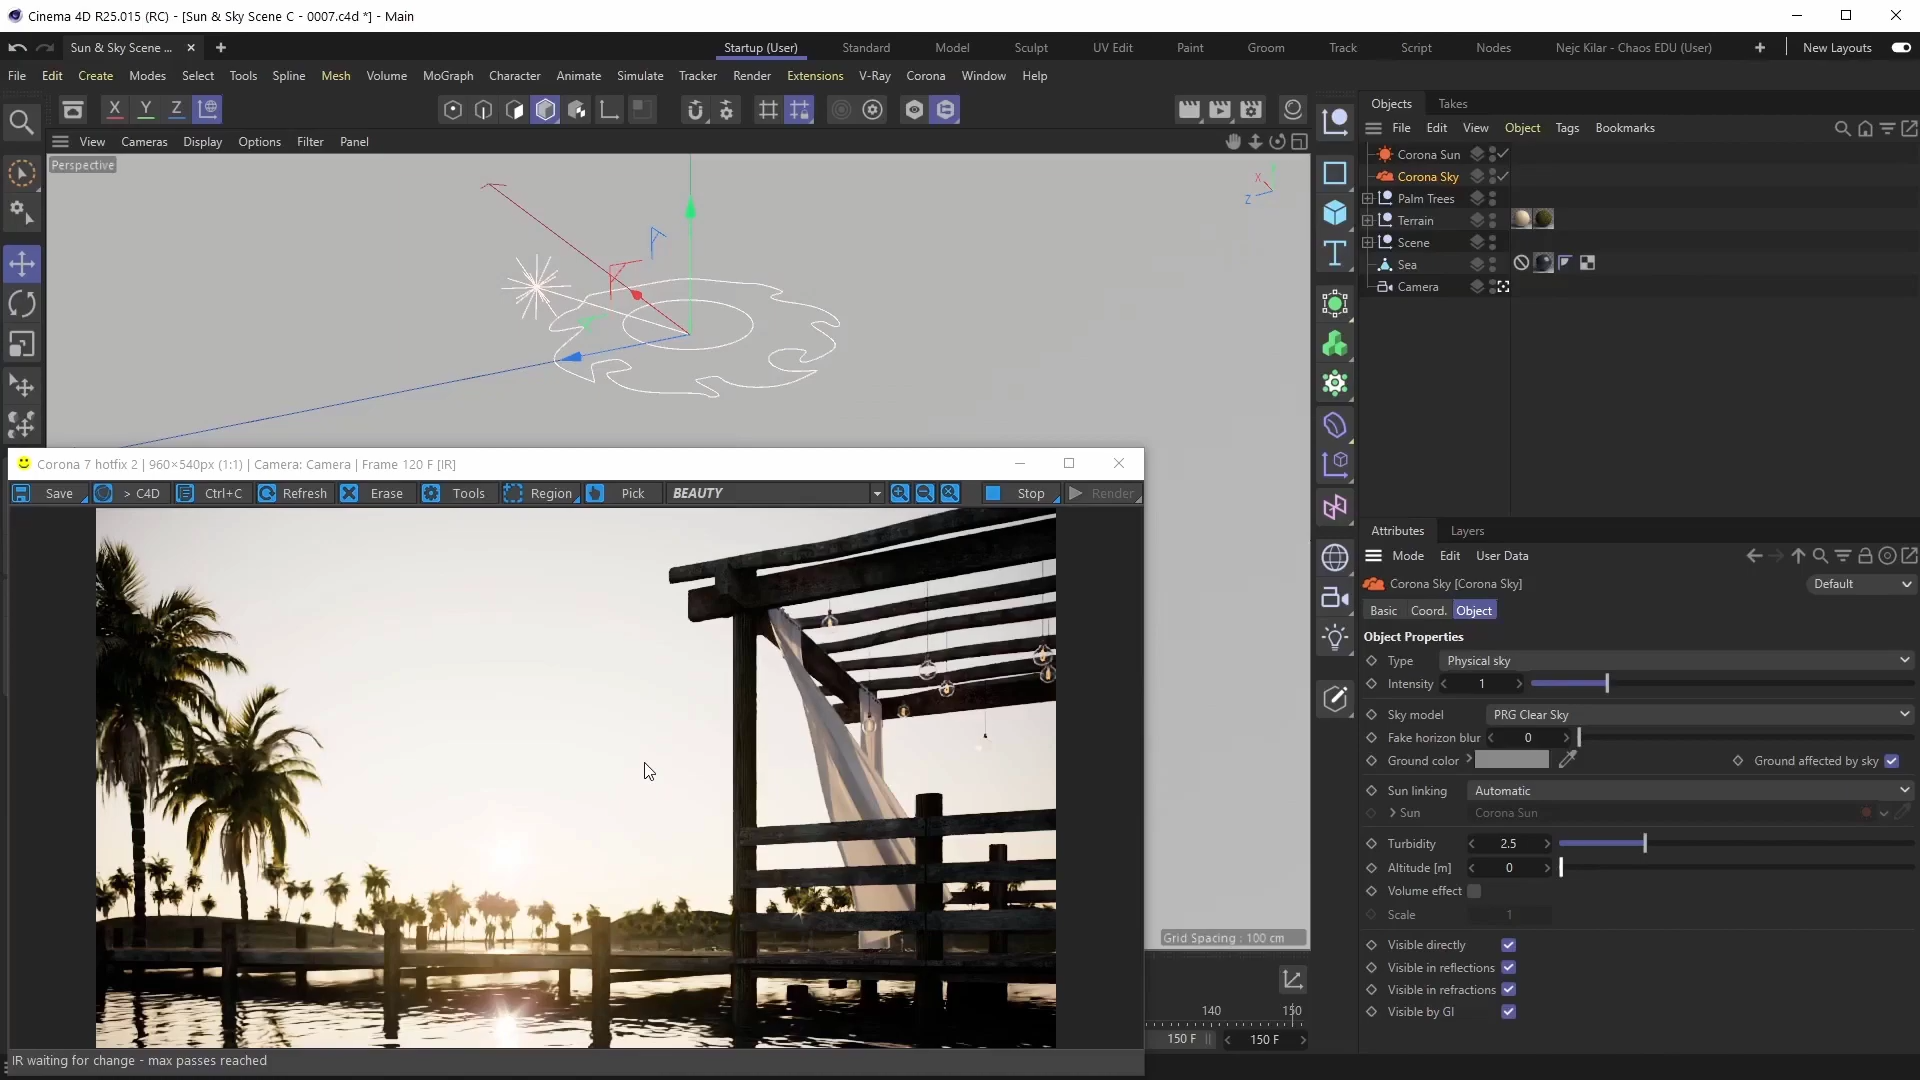 Cinema 4D R25.015 (RC) - [Sun & Sky Scene C - 0007.c4d *] - Main
Sun & Sky Scene ...
Startup (User) Standard Model Sculpt UV Edit Paint Groom Track Script Nodes Nejc Kilar - Chaos EDU (User) New Layouts
File Edit Create Modes Select Tools Spline Mesh Volume MoGraph Character Animate Simulate Tracker Render Extensions V-Ray Corona Window Help
X Y Z
Objects Takes
File Edit View Object Tags Bookmarks
View Cameras Display Options Filter Panel
Perspective
X
Z
Corona Sun
Corona Sky
Palm Trees
Terrain
Scene
Sea
Camera
Corona 7 hotfix 2 | 960×540px (1:1) | Camera: Camera | Frame 120 F [IR]
Save > C4D Ctrl+C Refresh Erase Tools Region Pick BEAUTY Stop Render
IR waiting for change - max passes reached
Grid Spacing : 100 cm
140 150
150 F 150 F
Attributes Layers
Mode Edit User Data
Corona Sky [Corona Sky] Default
Basic Coord. Object
Object Properties
Type Physical sky
Intensity 1
Sky model PRG Clear Sky
Fake horizon blur 0
Ground color Ground affected by sky
Sun linking Automatic
Sun Corona Sun
Turbidity 2.5
Altitude [m] 0
Volume effect
Scale 1
Visible directly
Visible in reflections
Visible in refractions
Visible by GI